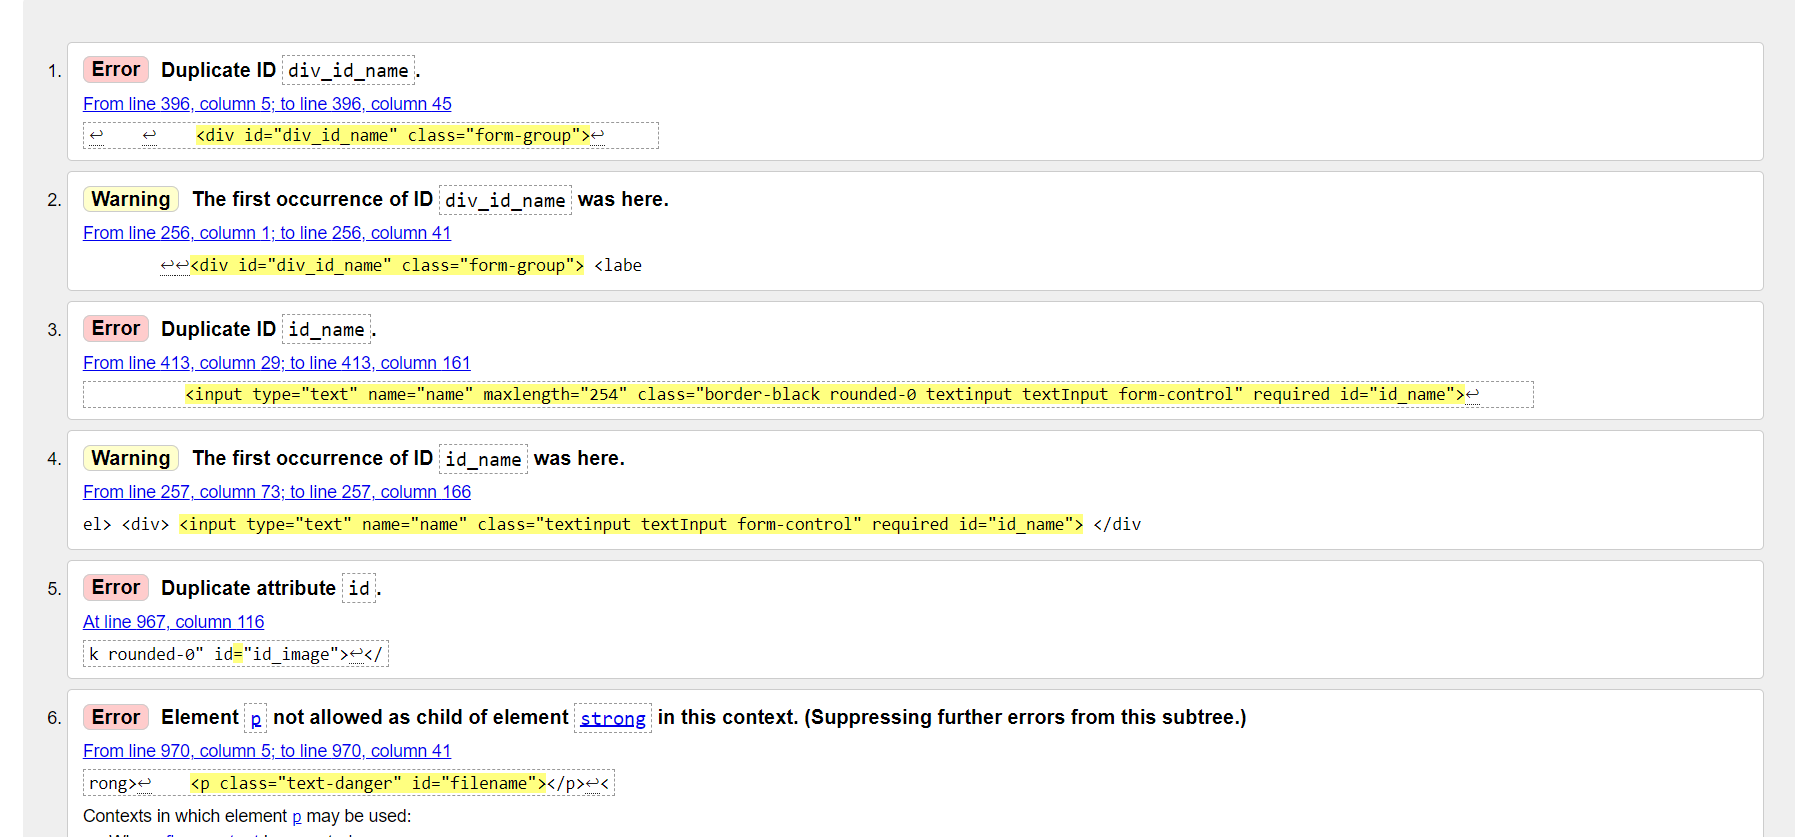 1. Error Duplicate ID div_id_name.
From line 396, column 5; to line 396, column 45
↩ ↩ <div id="div_id_name" class="form-group">↩
2. Warning The first occurrence of ID div_id_name was here.
From line 256, column 1; to line 256, column 41
↩↩<div id="div_id_name" class="form-group"> <labe
3. Error Duplicate ID id_name.
From line 413, column 29; to line 413, column 161
<input type="text" name="name" maxlength="254" class="border-black rounded-0 textinput textInput form-control" required id="id_name">↩
4. Warning The first occurrence of ID id_name was here.
From line 257, column 73; to line 257, column 166
el> <div> <input type="text" name="name" class="textinput textInput form-control" required id="id_name"> </div
5. Error Duplicate attribute id.
At line 967, column 116
k rounded-0" id="id_image">↩</
6. Error Element p not allowed as child of element strong in this context. (Suppressing further errors from this subtree.)
From line 970, column 5; to line 970, column 41
rong>↩ <p class="text-danger" id="filename"></p>↩<
Contexts in which element p may be used: